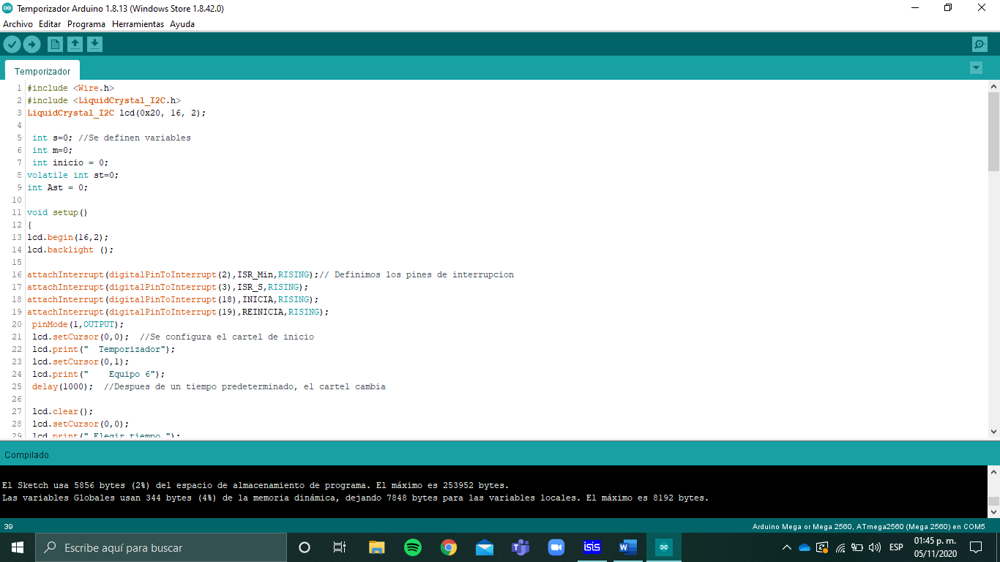 Temporizador Arduino 1.8.13 (Windows Store 1.8.42.0)
Archivo Editar Programa Herramientas Ayuda
Temporizador
1 #include <Wire.h>
2 #include <LiquidCrystal_I2C.h>
3 LiquidCrystal_I2C lcd(0x20, 16, 2);
4
5 int s=0; //Se definen variables
6 int m=0;
7 int inicio = 0;
8 volatile int st=0;
9 int Ast = 0;
10
11 void setup()
12 {
13 lcd.begin(16,2);
14 lcd.backlight ();
15
16 attachInterrupt(digitalPinToInterrupt(2),ISR_Min,RISING);// Definimos los pines de interrupcion
17 attachInterrupt(digitalPinToInterrupt(3),ISR_S,RISING);
18 attachInterrupt(digitalPinToInterrupt(18),INICIA,RISING);
19 attachInterrupt(digitalPinToInterrupt(19),REINICIA,RISING);
20 pinMode(1,OUTPUT);
21 lcd.setCursor(0,0);  //Se configura el cartel de inicio
22 lcd.print("  Temporizador");
23 lcd.setCursor(0,1);
24 lcd.print("    Equipo 6");
25 delay(1000);  //Despues de un tiempo predeterminado, el cartel cambia
26
27 lcd.clear();
28 lcd.setCursor(0,0);
29 lcd.print(" Elegir tiempo ");
Compilado
El Sketch usa 5856 bytes (2%) del espacio de almacenamiento de programa. El máximo es 253952 bytes.
Las variables Globales usan 344 bytes (4%) de la memoria dinámica, dejando 7848 bytes para las variables locales. El máximo es 8192 bytes.
39 Arduino Mega or Mega 2560, ATmega2560 (Mega 2560) en COM5
Escribe aquí para buscar
isis
ESP
01:45 p. m.
05/11/2020